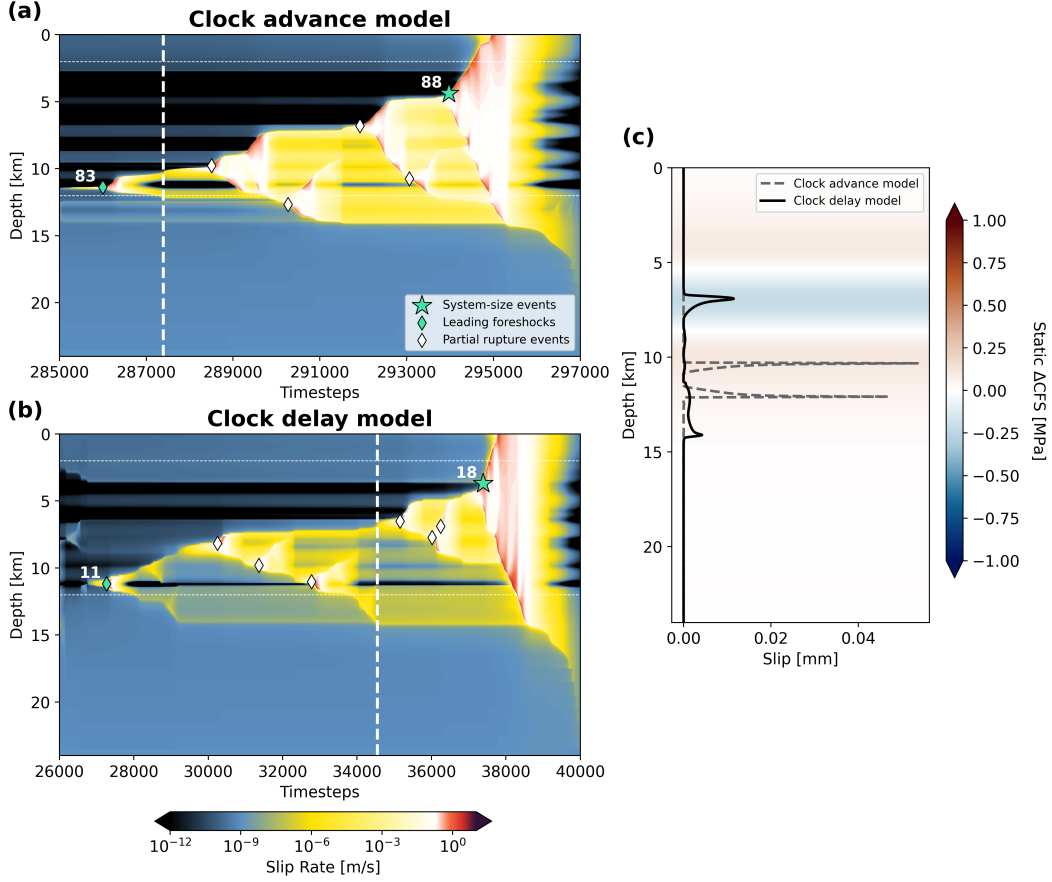 (a)
Clock advance model
0
5
10
15
20
Depth [km]
83
88
System-size events
Leading foreshocks
Partial rupture events
285000 287000 289000 291000 293000 295000 297000
Timesteps
(b)
Clock delay model
0
5
10
15
20
Depth [km]
11
18
26000 28000 30000 32000 34000 36000 38000 40000
Timesteps
10⁻¹² 10⁻⁹ 10⁻⁶ 10⁻³ 10⁰
Slip Rate [m/s]
(c)
Clock advance model
Clock delay model
0
5
10
15
20
Depth [km]
0.00 0.02 0.04
Slip [mm]
1.00
0.75
0.50
0.25
0.00
−0.25
−0.50
−0.75
−1.00
Static ΔCFS [MPa]